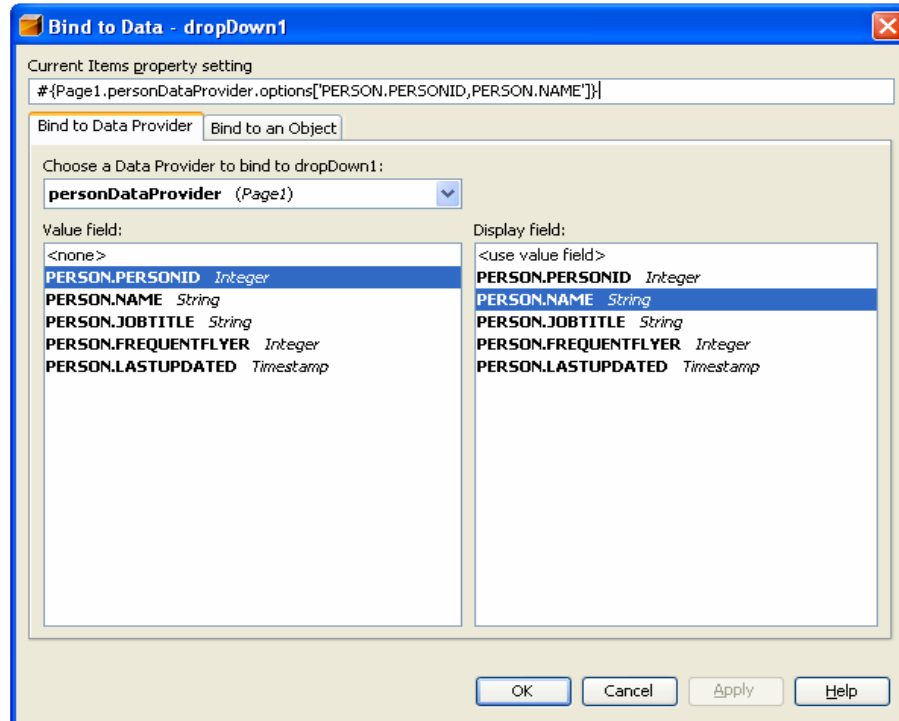 Bind to Data - dropDown1
Current Items property setting
#{Page1.personDataProvider.options['PERSON.PERSONID,PERSON.NAME']}
Bind to Data Provider Bind to an Object
Choose a Data Provider to bind to dropDown1:
personDataProvider (Page1)
Value field:
<none>
PERSON.PERSONID Integer
PERSON.NAME String
PERSON.JOBTITLE String
PERSON.FREQUENTFLYER Integer
PERSON.LASTUPDATED Timestamp
Display field:
<use value field>
PERSON.PERSONID Integer
PERSON.NAME String
PERSON.JOBTITLE String
PERSON.FREQUENTFLYER Integer
PERSON.LASTUPDATED Timestamp
OK Cancel Apply Help